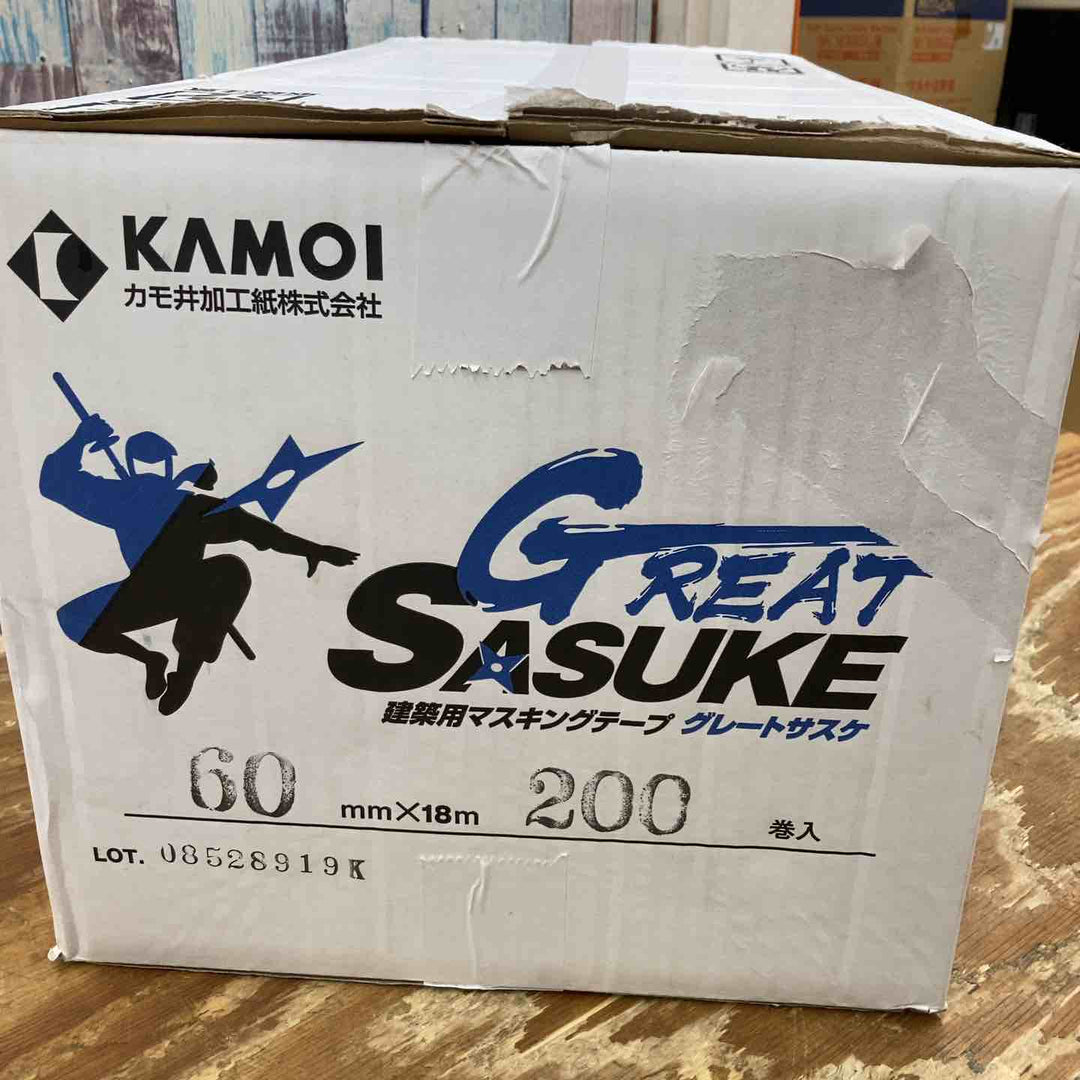 KAMOI
カモ井加工紙株式会社
GREAT
SASUKE
建築用マスキングテープ グレートサスケ
60 mm×18m 200 巻入
LOT. 08528919K